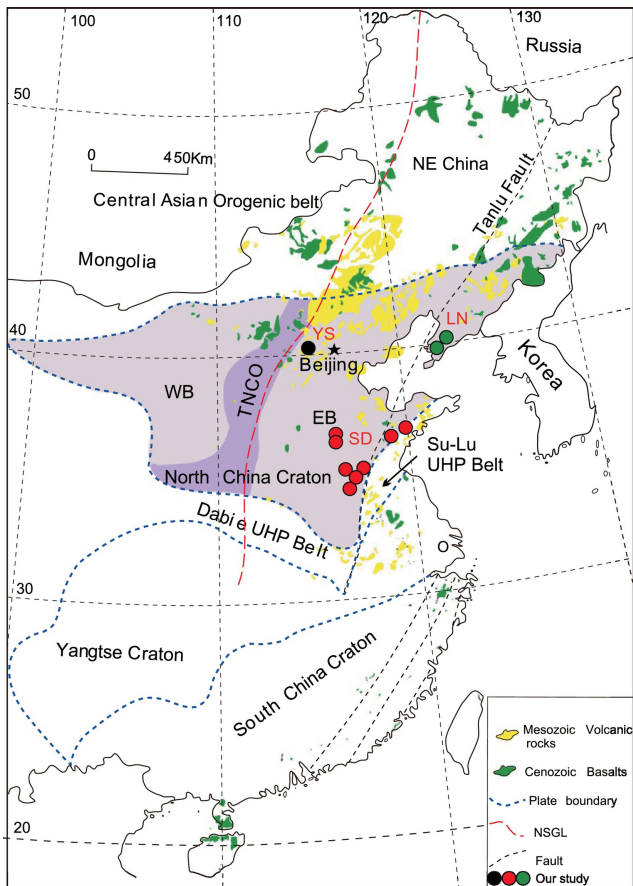 100
110
120
130
Russia
50
0
450Km
NE China
Tanlu Fault
Central Asian Orogenic belt
Mongolia
LN
40
YS
Beijing
Korea
WB
TNCO
EB
SD
Su-Lu
UHP Belt
North China Craton
Dabie UHP Belt
30
Yangtse Craton
South China Craton
20
Mesozoic Volcanic
rocks
Cenozoic Basalts
Plate boundary
NSGL
Fault
Our study